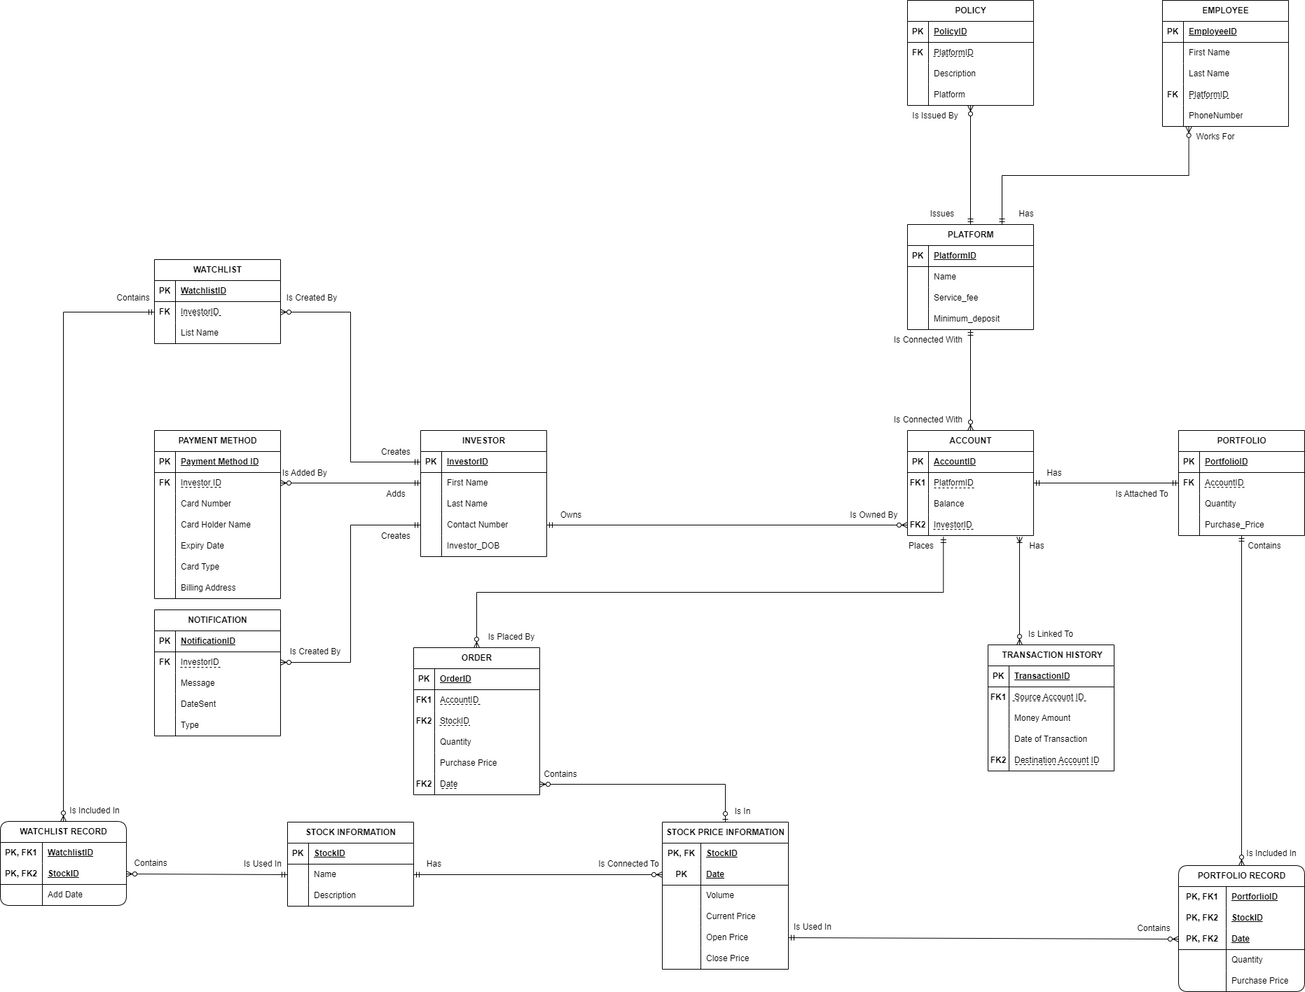 POLICY
PK PolicyID
FK PlatformID
Description
Platform
Is Issued By
EMPLOYEE
PK EmployeeID
First Name
Last Name
FK PlatformID
PhoneNumber
Works For
Issues
Has
PLATFORM
PK PlatformID
Name
Service_fee
Minimum_deposit
Is Connected With
Is Connected With
WATCHLIST
PK WatchlistID
FK InvestorID
List Name
Contains
Is Created By
PAYMENT METHOD
PK Payment Method ID
FK Investor ID
Card Number
Card Holder Name
Expiry Date
Card Type
Billing Address
Is Added By
Creates
Adds
Creates
INVESTOR
PK InvestorID
First Name
Last Name
Contact Number
Investor_DOB
Owns
Is Owned By
ACCOUNT
PK AccountID
FK1 PlatformID
Balance
FK2 InvestorID
Has
Is Attached To
Places
Has
PORTFOLIO
PK PortfolioID
FK AccountID
Quantity
Purchase_Price
Contains
NOTIFICATION
PK NotificationID
FK InvestorID
Message
DateSent
Type
Is Created By
Is Placed By
ORDER
PK OrderID
FK1 AccountID
FK2 StockID
Quantity
Purchase Price
FK2 Date
Contains
Is In
Is Linked To
TRANSACTION HISTORY
PK TransactionID
FK1 Source Account ID
Money Amount
Date of Transaction
FK2 Destination Account ID
Is Included In
WATCHLIST RECORD
PK, FK1 WatchlistID
PK, FK2 StockID
Add Date
Contains
Is Used In
STOCK INFORMATION
PK StockID
Name
Description
Has
Is Connected To
STOCK PRICE INFORMATION
PK, FK StockID
PK Date
Volume
Current Price
Open Price
Close Price
Is Used In
Contains
Is Included In
PORTFOLIO RECORD
PK, FK1 PortforlioID
PK, FK2 StockID
PK, FK2 Date
Quantity
Purchase Price